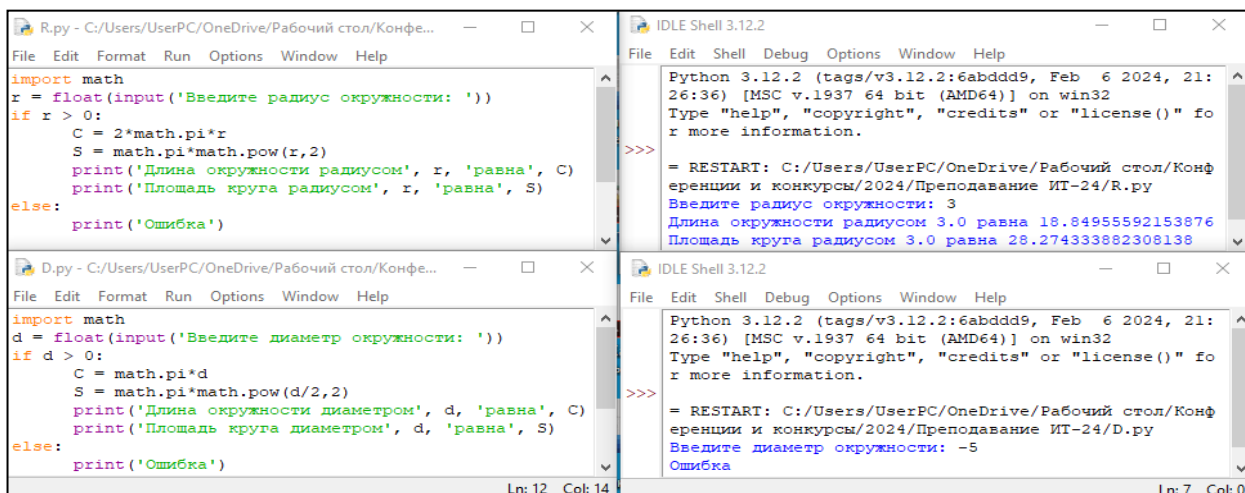 R.py - C:/Users/UserPC/OneDrive/Рабочий стол/Конфе...
File Edit Format Run Options Window Help
import math
r = float(input('Введите радиус окружности: '))
if r > 0:
C = 2*math.pi*r
S = math.pi*math.pow(r,2)
print('Длина окружности радиусом', r, 'равна', C)
print('Площадь круга радиусом', r, 'равна', S)
else:
print('Ошибка')
IDLE Shell 3.12.2
File Edit Shell Debug Options Window Help
Python 3.12.2 (tags/v3.12.2:6abddd9, Feb 6 2024, 21:
26:36) [MSC v.1937 64 bit (AMD64)] on win32
Type "help", "copyright", "credits" or "license()" fo
r more information.
>>>
= RESTART: C:/Users/UserPC/OneDrive/Рабочий стол/Конф
еренции и конкурсы/2024/Преподавание ИТ-24/R.py
Введите радиус окружности: 3
Длина окружности радиусом 3.0 равна 18.84955592153876
Площадь круга радиусом 3.0 равна 28.274333882308138
D.py - C:/Users/UserPC/OneDrive/Рабочий стол/Конфе...
File Edit Format Run Options Window Help
import math
d = float(input('Введите диаметр окружности: '))
if d > 0:
C = math.pi*d
S = math.pi*math.pow(d/2,2)
print('Длина окружности диаметром', d, 'равна', C)
print('Площадь круга диаметром', d, 'равна', S)
else:
print('Ошибка')
Ln: 12 Col: 14
IDLE Shell 3.12.2
File Edit Shell Debug Options Window Help
Python 3.12.2 (tags/v3.12.2:6abddd9, Feb 6 2024, 21:
26:36) [MSC v.1937 64 bit (AMD64)] on win32
Type "help", "copyright", "credits" or "license()" fo
r more information.
>>>
= RESTART: C:/Users/UserPC/OneDrive/Рабочий стол/Конф
еренции и конкурсы/2024/Преподавание ИТ-24/D.py
Введите диаметр окружности: -5
Ошибка
Ln: 7 Col: 0